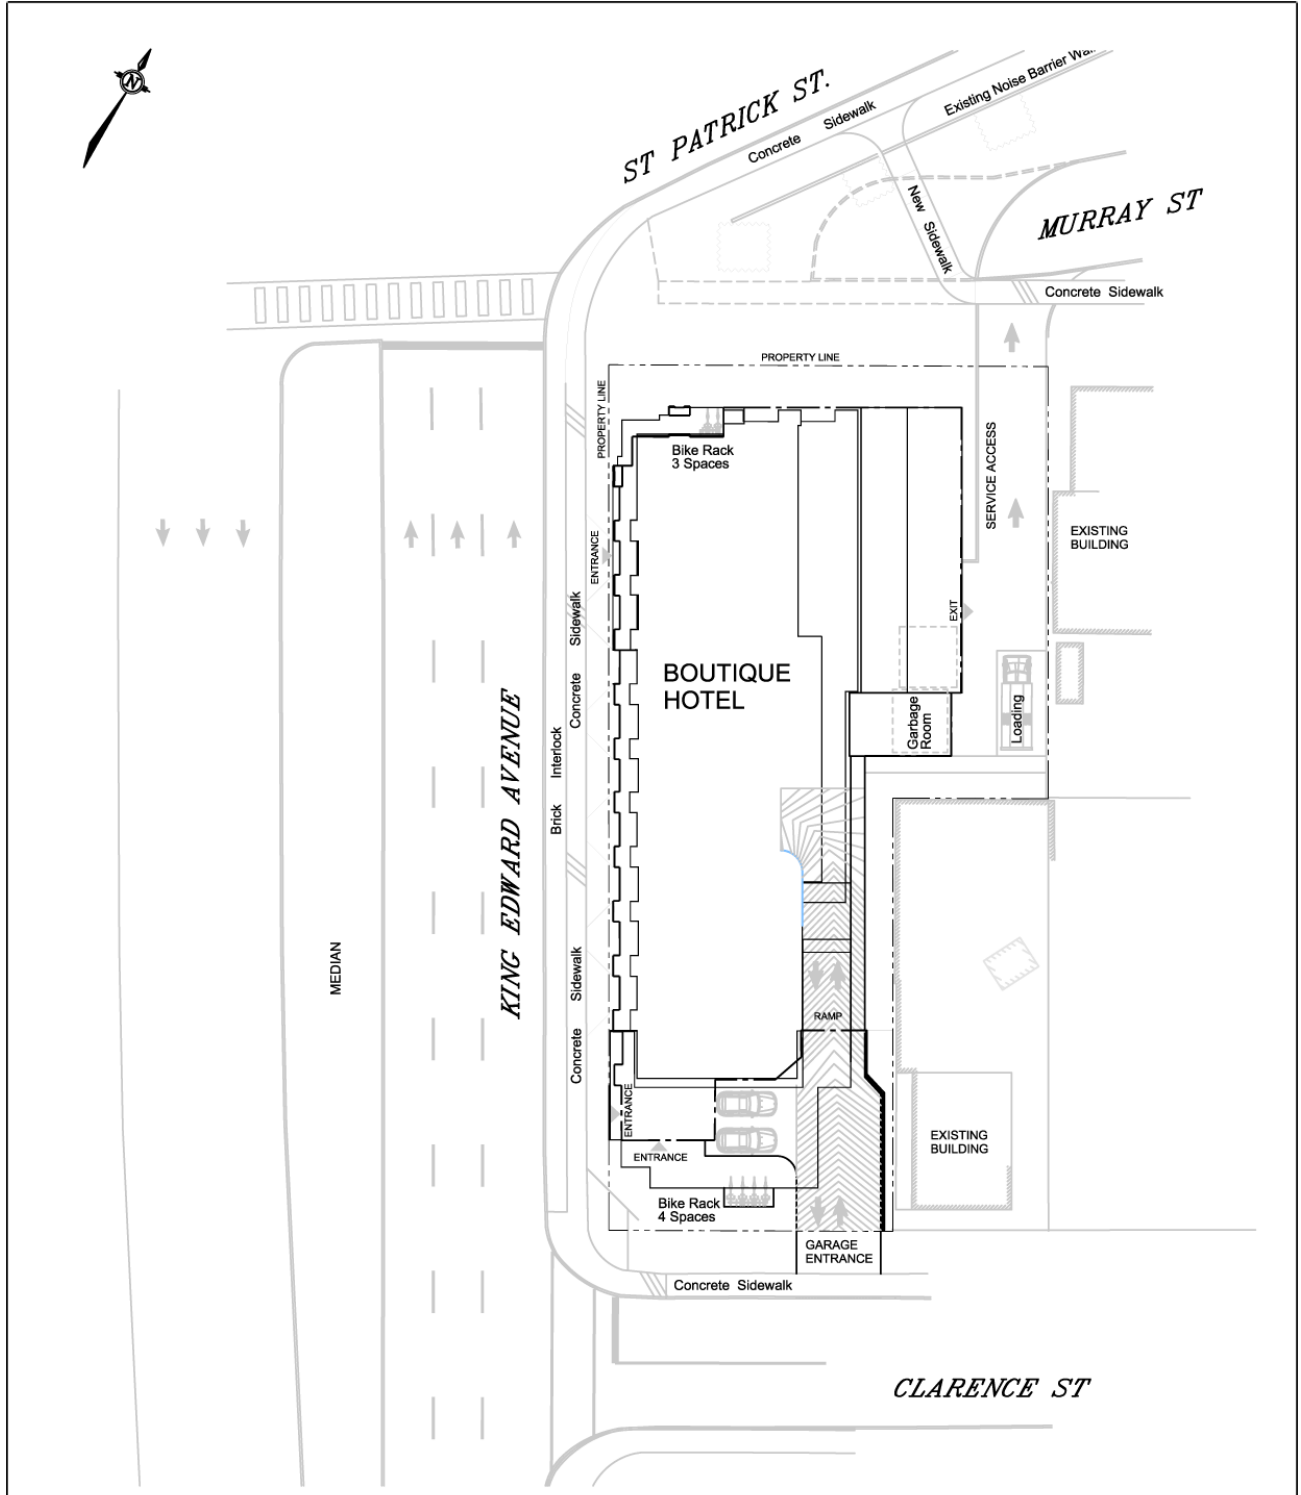 N
ST PATRICK ST.
Concrete Sidewalk
Existing Noise Barrier
New Sidewalk
MURRAY ST
Concrete Sidewalk
PROPERTY LINE
PROPERTY LINE
Bike Rack
3 Spaces
SERVICE ACCESS
EXISTING
BUILDING
ENTRANCE
EXIT
Concrete Sidewalk
BOUTIQUE
HOTEL
Garbage
Room
Loading
KING EDWARD AVENUE
Brick Interlock
MEDIAN
Concrete Sidewalk
RAMP
ENTRANCE
ENTRANCE
EXISTING
BUILDING
Bike Rack
4 Spaces
GARAGE
ENTRANCE
Concrete Sidewalk
CLARENCE ST